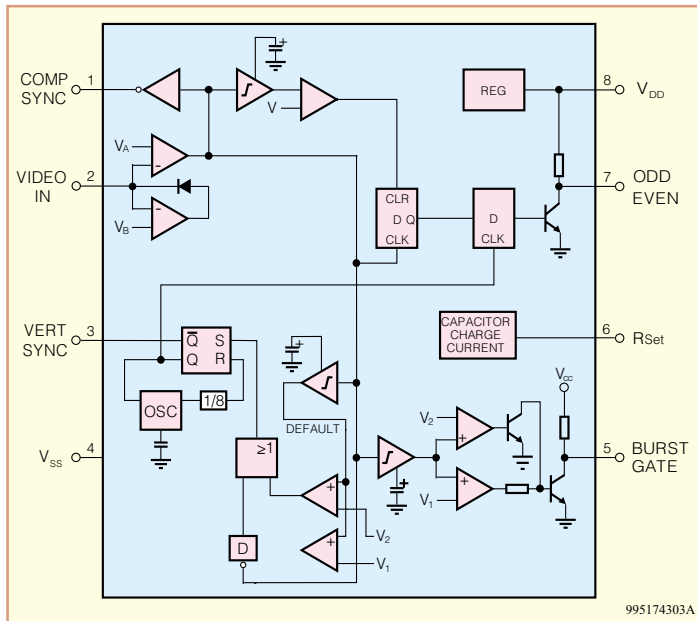 COMP
SYNC
1
VIDEO
IN
2
VERT
SYNC
3
VSS
4
VA
-
-
VB
+
V
CLR
D Q
CLK
D
CLK
REG
8
VDD
7
ODD
EVEN
CAPACITOR
CHARGE
CURRENT
6
RSet
Q̅ S
Q R
OSC
1/8
+
DEFAULT
≥1
D
+
+
V2
V1
+
V2
+
+
V1
VCC
5
BURST
GATE
995174303A